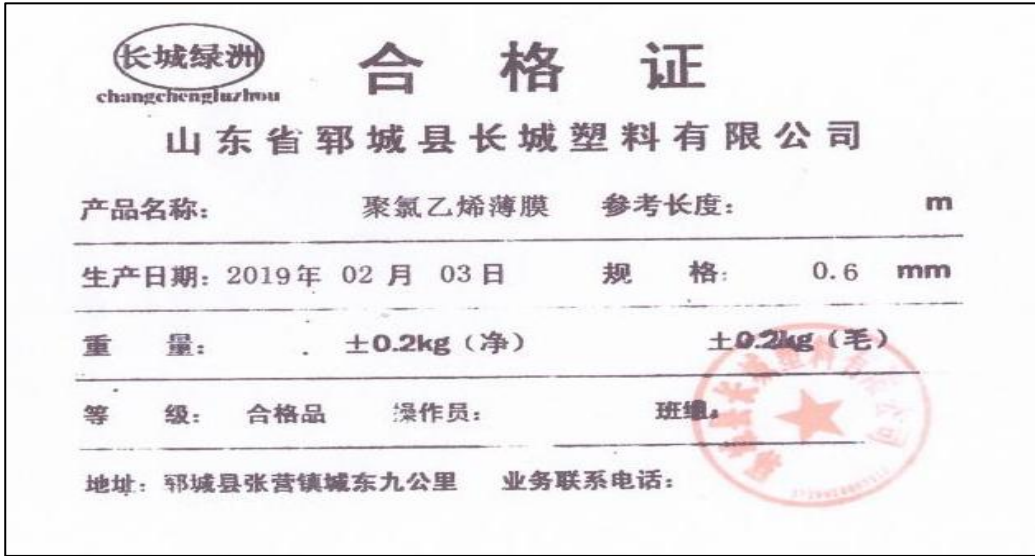 长城绿洲
changchengluzhou
合格证
山东省郓城县长城塑料有限公司
产品名称： 聚氯乙烯薄膜 参考长度： m
生产日期：2019年 02 月 03日 规 格： 0.6 mm
重 量： ±0.2kg（净） ±0.2kg（毛）
等 级： 合格品 操作员： 班组：
地址：郓城县张营镇城东九公里 业务联系电话：